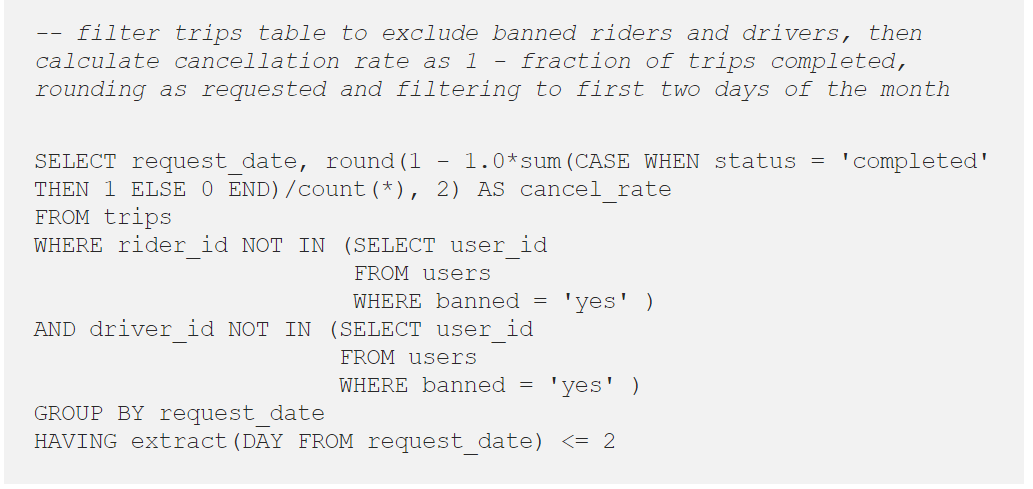 -- filter trips table to exclude banned riders and drivers, then
calculate cancellation rate as 1 - fraction of trips completed,
rounding as requested and filtering to first two days of the month
SELECT request_date, round(1 - 1.0*sum(CASE WHEN status = 'completed'
THEN 1 ELSE 0 END)/count(*), 2) AS cancel_rate
FROM trips
WHERE rider_id NOT IN (SELECT user_id
FROM users
WHERE banned = 'yes' )
AND driver_id NOT IN (SELECT user_id
FROM users
WHERE banned = 'yes' )
GROUP BY request_date
HAVING extract(DAY FROM request_date) <= 2